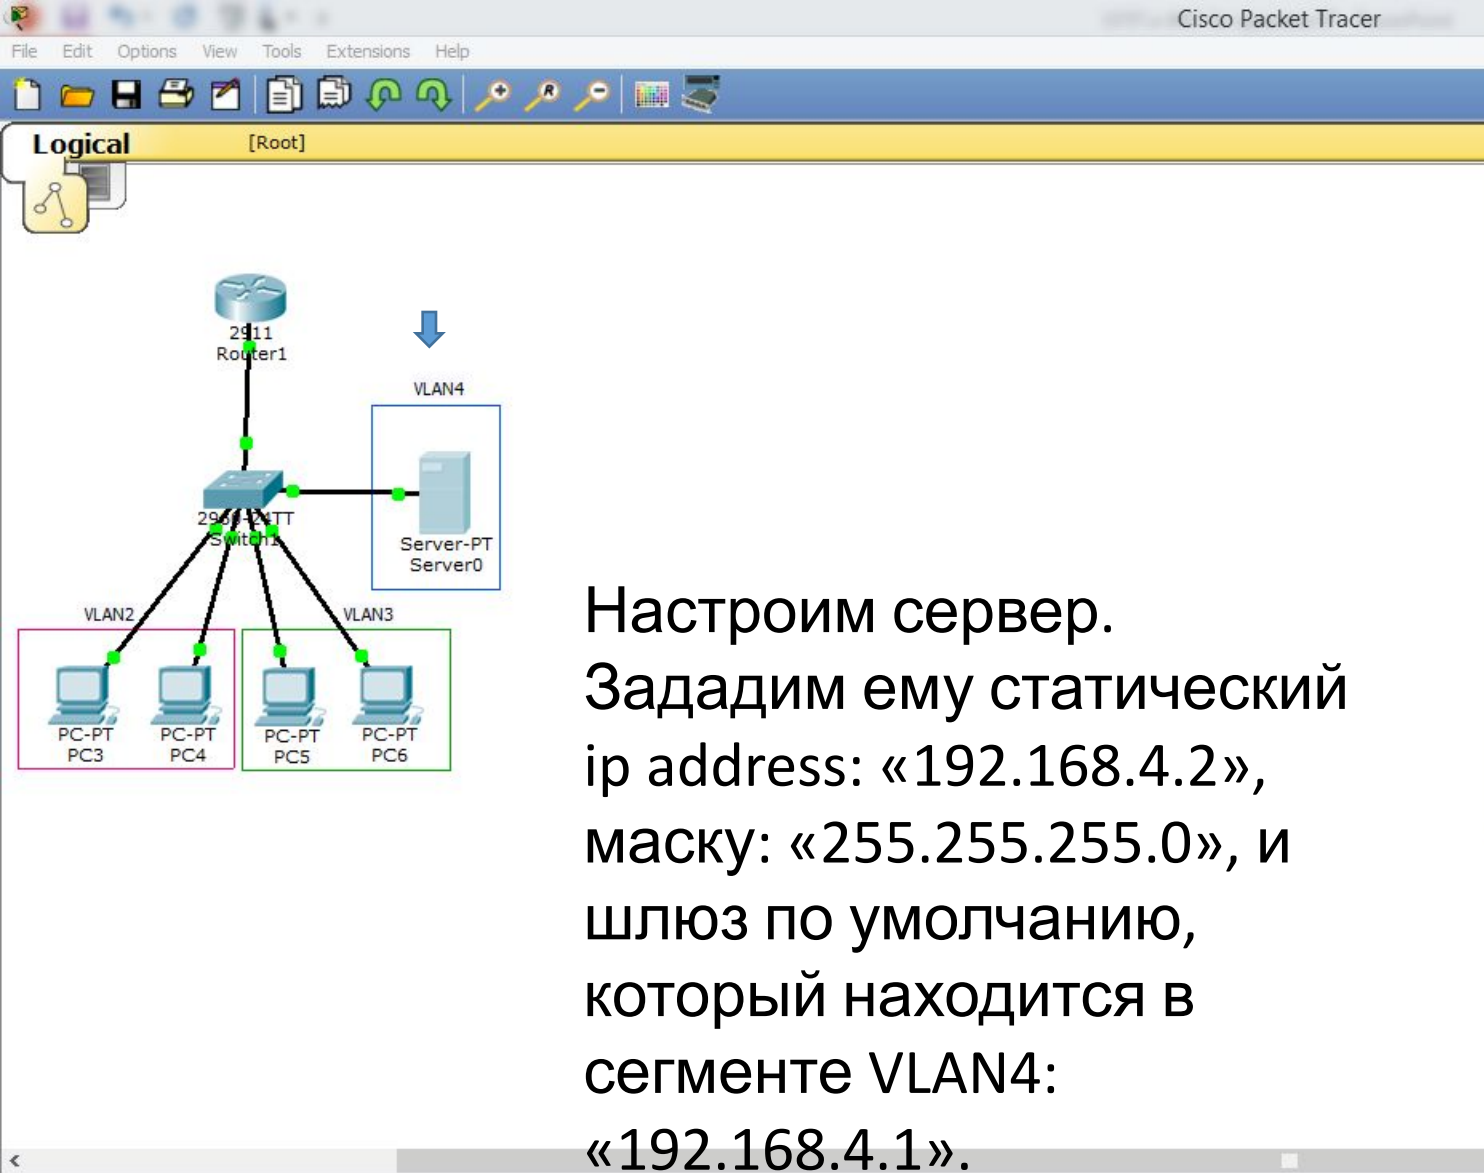 Cisco Packet Tracer
File Edit Options View Tools Extensions Help
Logical [Root]
2911
Router1
VLAN4
2960-24TT
Switch1
Server-PT
Server0
VLAN2
VLAN3
PC-PT
PC3
PC-PT
PC4
PC-PT
PC5
PC-PT
PC6
Настроим сервер.
Зададим ему статический
ip address: «192.168.4.2»,
маску: «255.255.255.0», и
шлюз по умолчанию,
который находится в
сегменте VLAN4:
«192.168.4.1».